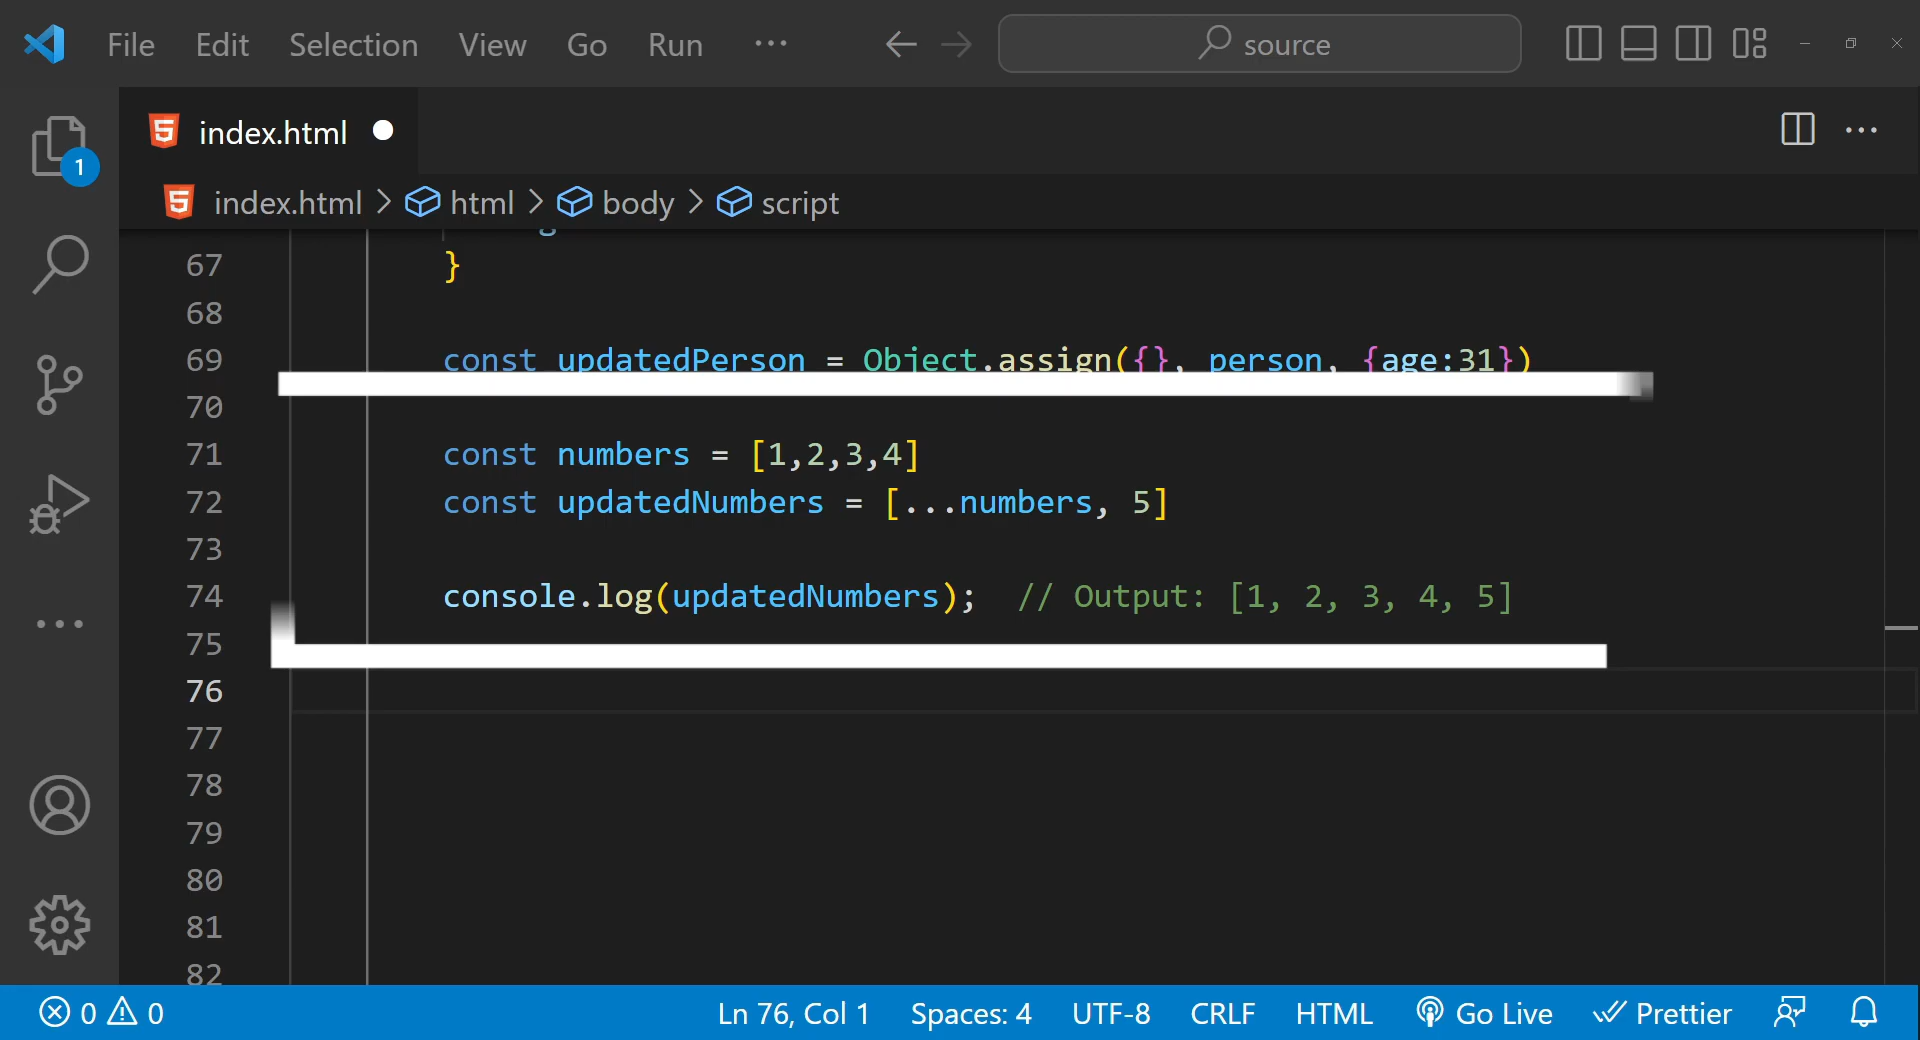 File Edit Selection View Go Run ··· source
index.html
index.html > html > body > script
1
67 }
68
69 const updatedPerson = Object.assign({}, person, {age:31})
70
71 const numbers = [1,2,3,4]
72 const updatedNumbers = [...numbers, 5]
73
74 console.log(updatedNumbers); // Output: [1, 2, 3, 4, 5]
75
76
77
78
79
80
81
82
0 0 Ln 76, Col 1 Spaces: 4 UTF-8 CRLF HTML Go Live Prettier